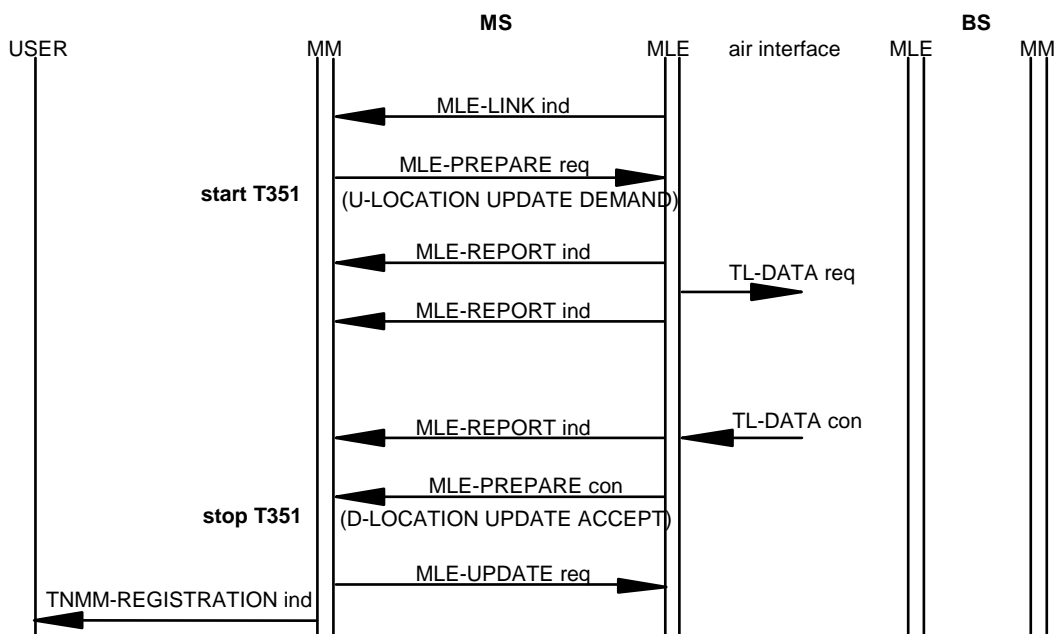 MS BS
USER MM MLE air interface MLE MM
MLE-LINK ind
MLE-PREPARE req
start T351
(U-LOCATION UPDATE DEMAND)
MLE-REPORT ind
TL-DATA req
MLE-REPORT ind
TL-DATA con
MLE-REPORT ind
MLE-PREPARE con
stop T351
(D-LOCATION UPDATE ACCEPT)
MLE-UPDATE req
TNMM-REGISTRATION ind